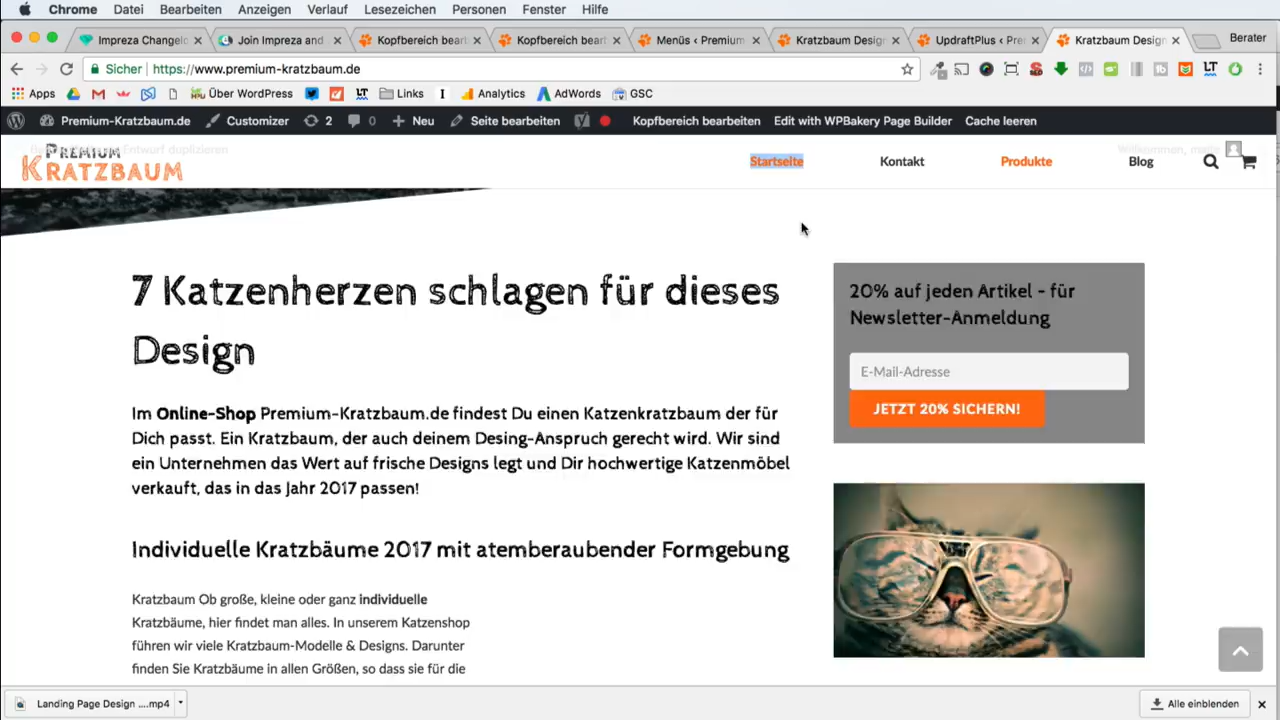 Chrome Datei Bearbeiten Anzeigen Verlauf Lesezeichen Personen Fenster Hilfe
Impreza Changelo Join Impreza and Kopfbereich bear Kopfbereich bear Menüs ‹ Premium Kratzbaum Design UpdraftPlus ‹ Pre Kratzbaum Design Berater
Sicher https://www.premium-kratzbaum.de
Apps Über WordPress Links Analytics AdWords GSC
Premium-Kratzbaum.de Customizer 2 0 Neu Seite bearbeiten Kopfbereich bearbeiten Edit with WPBakery Page Builder Cache leeren
PREMIUM
KRATZBAUM
Startseite Kontakt Produkte Blog
7 Katzenherzen schlagen für dieses
Design
Im Online-Shop Premium-Kratzbaum.de findest Du einen Katzenkratzbaum der für
Dich passt. Ein Kratzbaum, der auch deinem Desing-Anspruch gerecht wird. Wir sind
ein Unternehmen das Wert auf frische Designs legt und Dir hochwertige Katzenmöbel
verkauft, das in das Jahr 2017 passen!
Individuelle Kratzbäume 2017 mit atemberaubender Formgebung
Kratzbaum Ob große, kleine oder ganz individuelle
Kratzbäume, hier findet man alles. In unserem Katzenshop
führen wir viele Kratzbaum-Modelle & Designs. Darunter
finden Sie Kratzbäume in allen Größen, so dass sie für die
20% auf jeden Artikel - für
Newsletter-Anmeldung
E-Mail-Adresse
JETZT 20% SICHERN!
Landing Page Design ....mp4 Alle einblenden